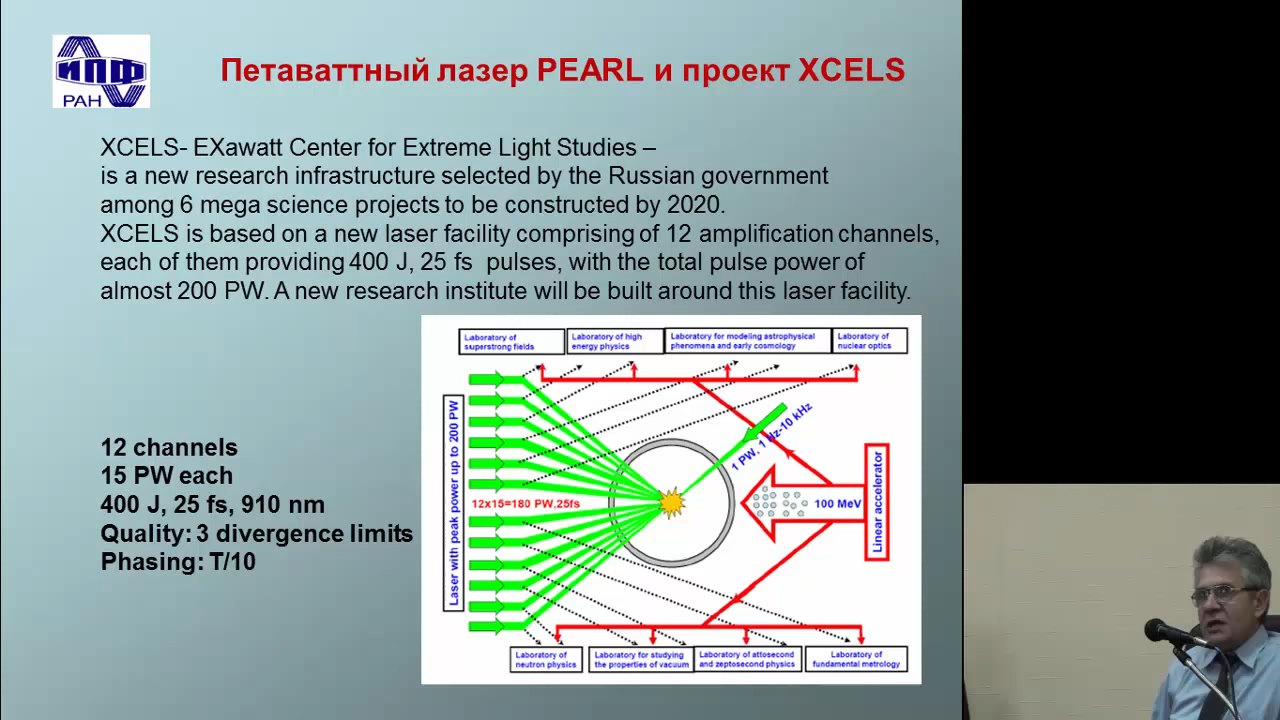 ИПФ
РАН
Петаваттный лазер PEARL и проект XCELS
XCELS- EXawatt Center for Extreme Light Studies –
is a new research infrastructure selected by the Russian government
among 6 mega science projects to be constructed by 2020.
XCELS is based on a new laser facility comprising of 12 amplification channels,
each of them providing 400 J, 25 fs pulses, with the total pulse power of
almost 200 PW. A new research institute will be built around this laser facility.
12 channels
15 PW each
400 J, 25 fs, 910 nm
Quality: 3 divergence limits
Phasing: T/10
Laboratory of
superstrong fields
Laboratory of high
energy physics
Laboratory for modeling astrophysical
phenomena and early cosmology
Laboratory of
nuclear optics
Laser with peak power up to 200 PW
12x15=180 PW,25fs
1 PW, 1 Hz-10 kHz
100 MeV
Linear accelerator
Laboratory of
neutron physics
Laboratory for studying
the properties of vacuum
Laboratory of attosecond
and zeptosecond physics
Laboratory of
fundamental metrology